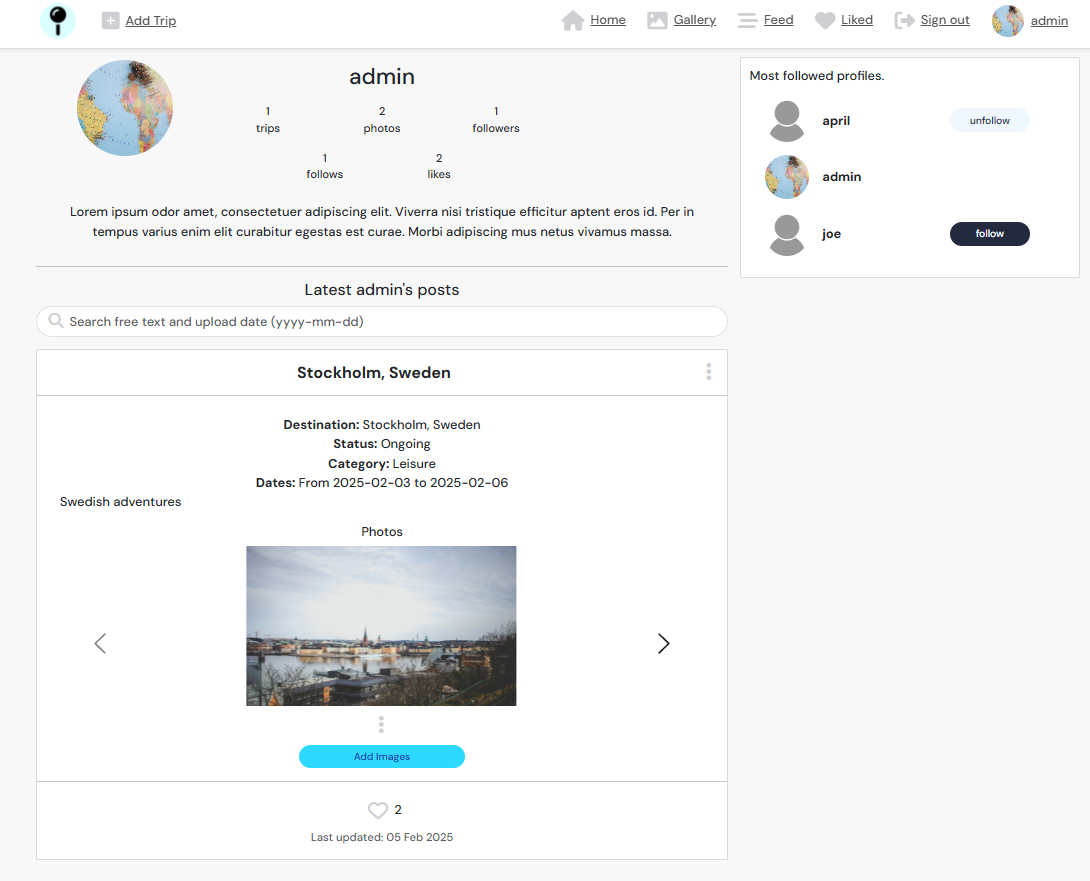 Add Trip
Home
Gallery
Feed
Liked
Sign out
admin
admin
1
trips
2
photos
1
followers
1
follows
2
likes
Lorem ipsum odor amet, consectetuer adipiscing elit. Viverra nisi tristique efficitur aptent eros id. Per in
tempus varius enim elit curabitur egestas est curae. Morbi adipiscing mus netus vivamus massa.
Latest admin's posts
Search free text and upload date (yyyy-mm-dd)
Stockholm, Sweden
Destination: Stockholm, Sweden
Status: Ongoing
Category: Leisure
Dates: From 2025-02-03 to 2025-02-06
Swedish adventures
Photos
Add Images
2
Last updated: 05 Feb 2025
Most followed profiles.
april
unfollow
admin
joe
follow